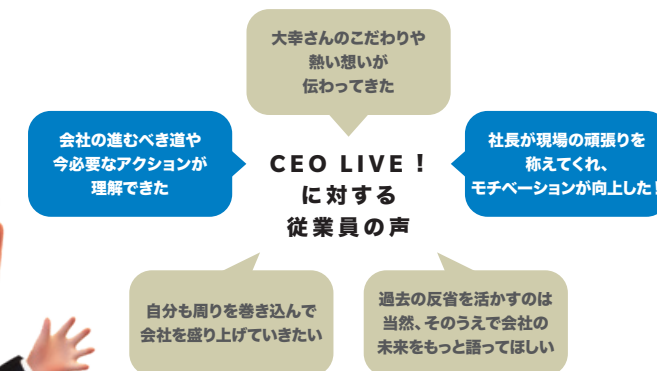 大幸さんのこだわりや
熱い想いが
伝わってきた
会社の進むべき道や
今必要なアクションが
理解できた
CEO LIVE！
に対する
従業員の声
社長が現場の頑張りを
称えてくれ、
モチベーションが向上した！
自分も周りを巻き込んで
会社を盛り上げていきたい
過去の反省を活かすのは
当然、そのうえで会社の
未来をもっと語ってほしい